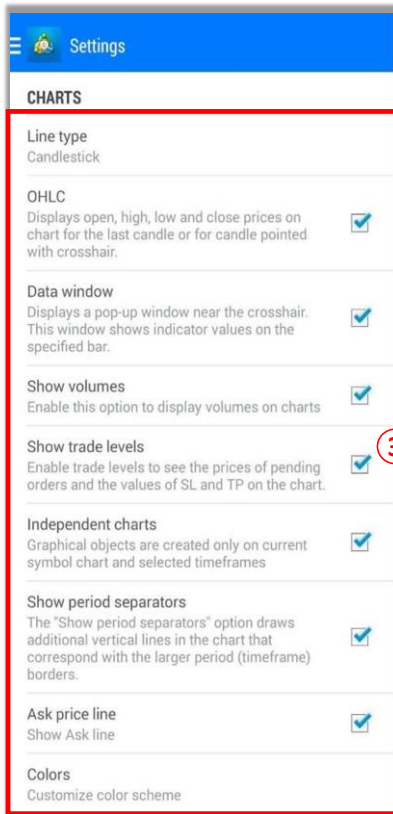 Settings
CHARTS
Line type
Candlestick
OHLC
Displays open, high, low and close prices on
chart for the last candle or for candle pointed
with crosshair.
Data window
Displays a pop-up window near the crosshair.
This window shows indicator values on the
specified bar.
Show volumes
Enable this option to display volumes on charts
Show trade levels
Enable trade levels to see the prices of pending
orders and the values of SL and TP on the chart.
3
Independent charts
Graphical objects are created only on current
symbol chart and selected timeframes
Show period separators
The "Show period separators" option draws
additional vertical lines in the chart that
correspond with the larger period (timeframe)
borders.
Ask price line
Show Ask line
Colors
Customize color scheme